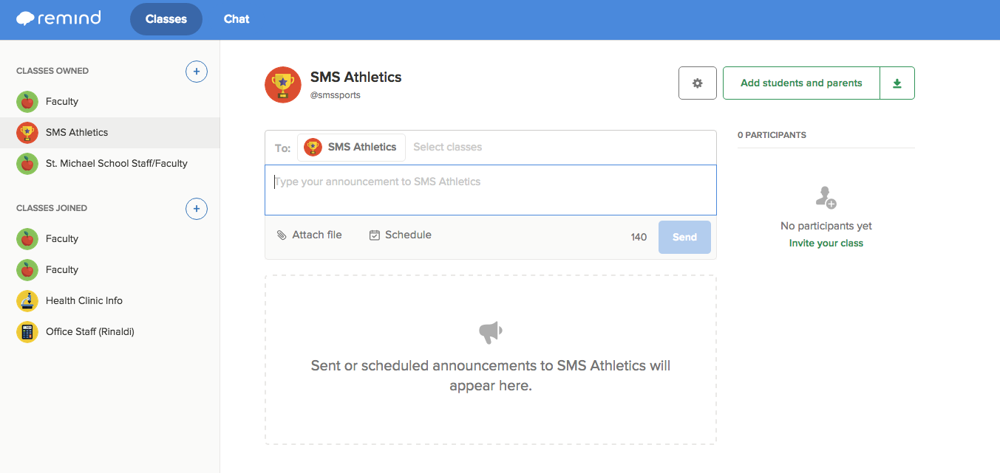 remind
Classes
Chat
CLASSES OWNED
Faculty
SMS Athletics
St. Michael School Staff/Faculty
CLASSES JOINED
Faculty
Faculty
Health Clinic Info
Office Staff (Rinaldi)
SMS Athletics
@smssports
Add students and parents
To: SMS Athletics Select classes
Type your announcement to SMS Athletics
Attach file
Schedule
140
Send
Sent or scheduled announcements to SMS Athletics will
appear here.
0 PARTICIPANTS
No participants yet
Invite your class